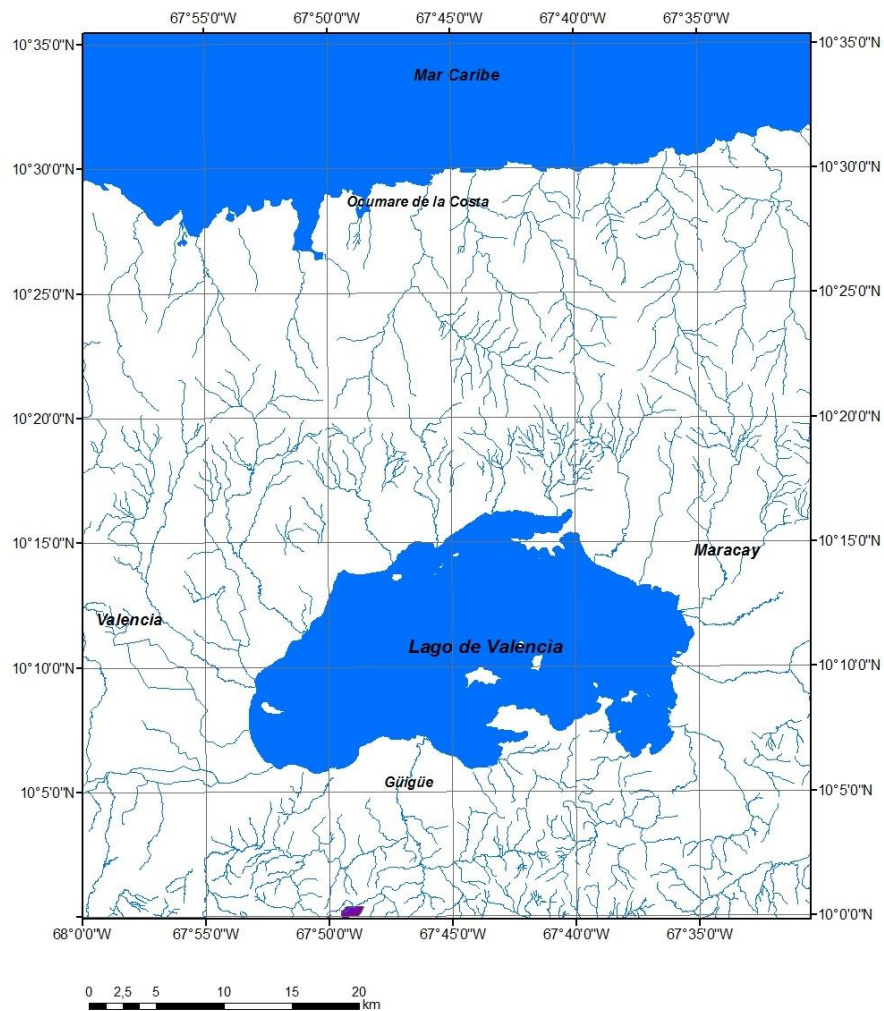 67°55'0"W 67°50'0"W 67°45'0"W 67°40'0"W 67°35'0"W
10°35'0"N 10°35'0"N
Mar Caribe
10°30'0"N 10°30'0"N
Ocumare de la Costa
10°25'0"N 10°25'0"N
10°20'0"N 10°20'0"N
10°15'0"N 10°15'0"N
Maracay
Valencia
Lago de Valencia
10°10'0"N 10°10'0"N
Güigüe
10°5'0"N 10°5'0"N
10°0'0"N
68°0'0"W 67°55'0"W 67°50'0"W 67°45'0"W 67°40'0"W 67°35'0"W
0 2,5 5 10 15 20
km